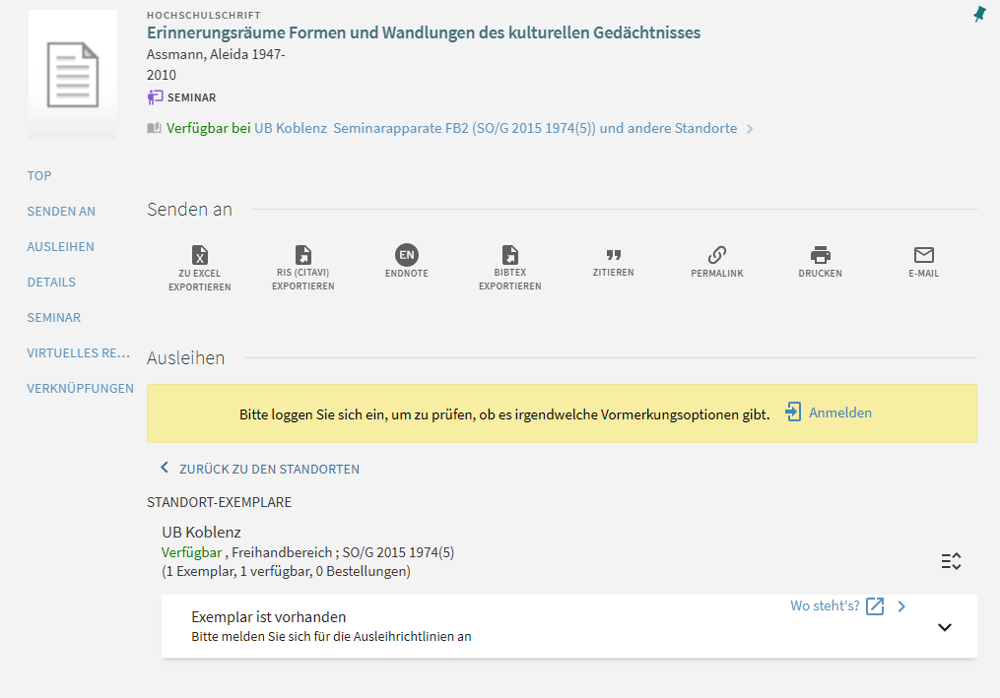 HOCHSCHULSCHRIFT
Erinnerungsräume Formen und Wandlungen des kulturellen Gedächtnisses
Assmann, Aleida 1947-
2010
SEMINAR
Verfügbar bei UB Koblenz Seminarapparate FB2 (SO/G 2015 1974(5)) und andere Standorte
TOP
SENDEN AN
AUSLEIHEN
DETAILS
SEMINAR
VIRTUELLES RE...
VERKNÜPFUNGEN
Senden an
X
ZU EXCEL
EXPORTIEREN
RIS (CITAVI)
EXPORTIEREN
EN
ENDNOTE
BIBTEX
EXPORTIEREN
ZITIEREN
PERMALINK
DRUCKEN
E-MAIL
Ausleihen
Bitte loggen Sie sich ein, um zu prüfen, ob es irgendwelche Vormerkungsoptionen gibt. Anmelden
ZURÜCK ZU DEN STANDORTEN
STANDORT-EXEMPLARE
UB Koblenz
Verfügbar , Freihandbereich ; SO/G 2015 1974(5)
(1 Exemplar, 1 verfügbar, 0 Bestellungen)
Wo steht's?
Exemplar ist vorhanden
Bitte melden Sie sich für die Ausleihrichtlinien an